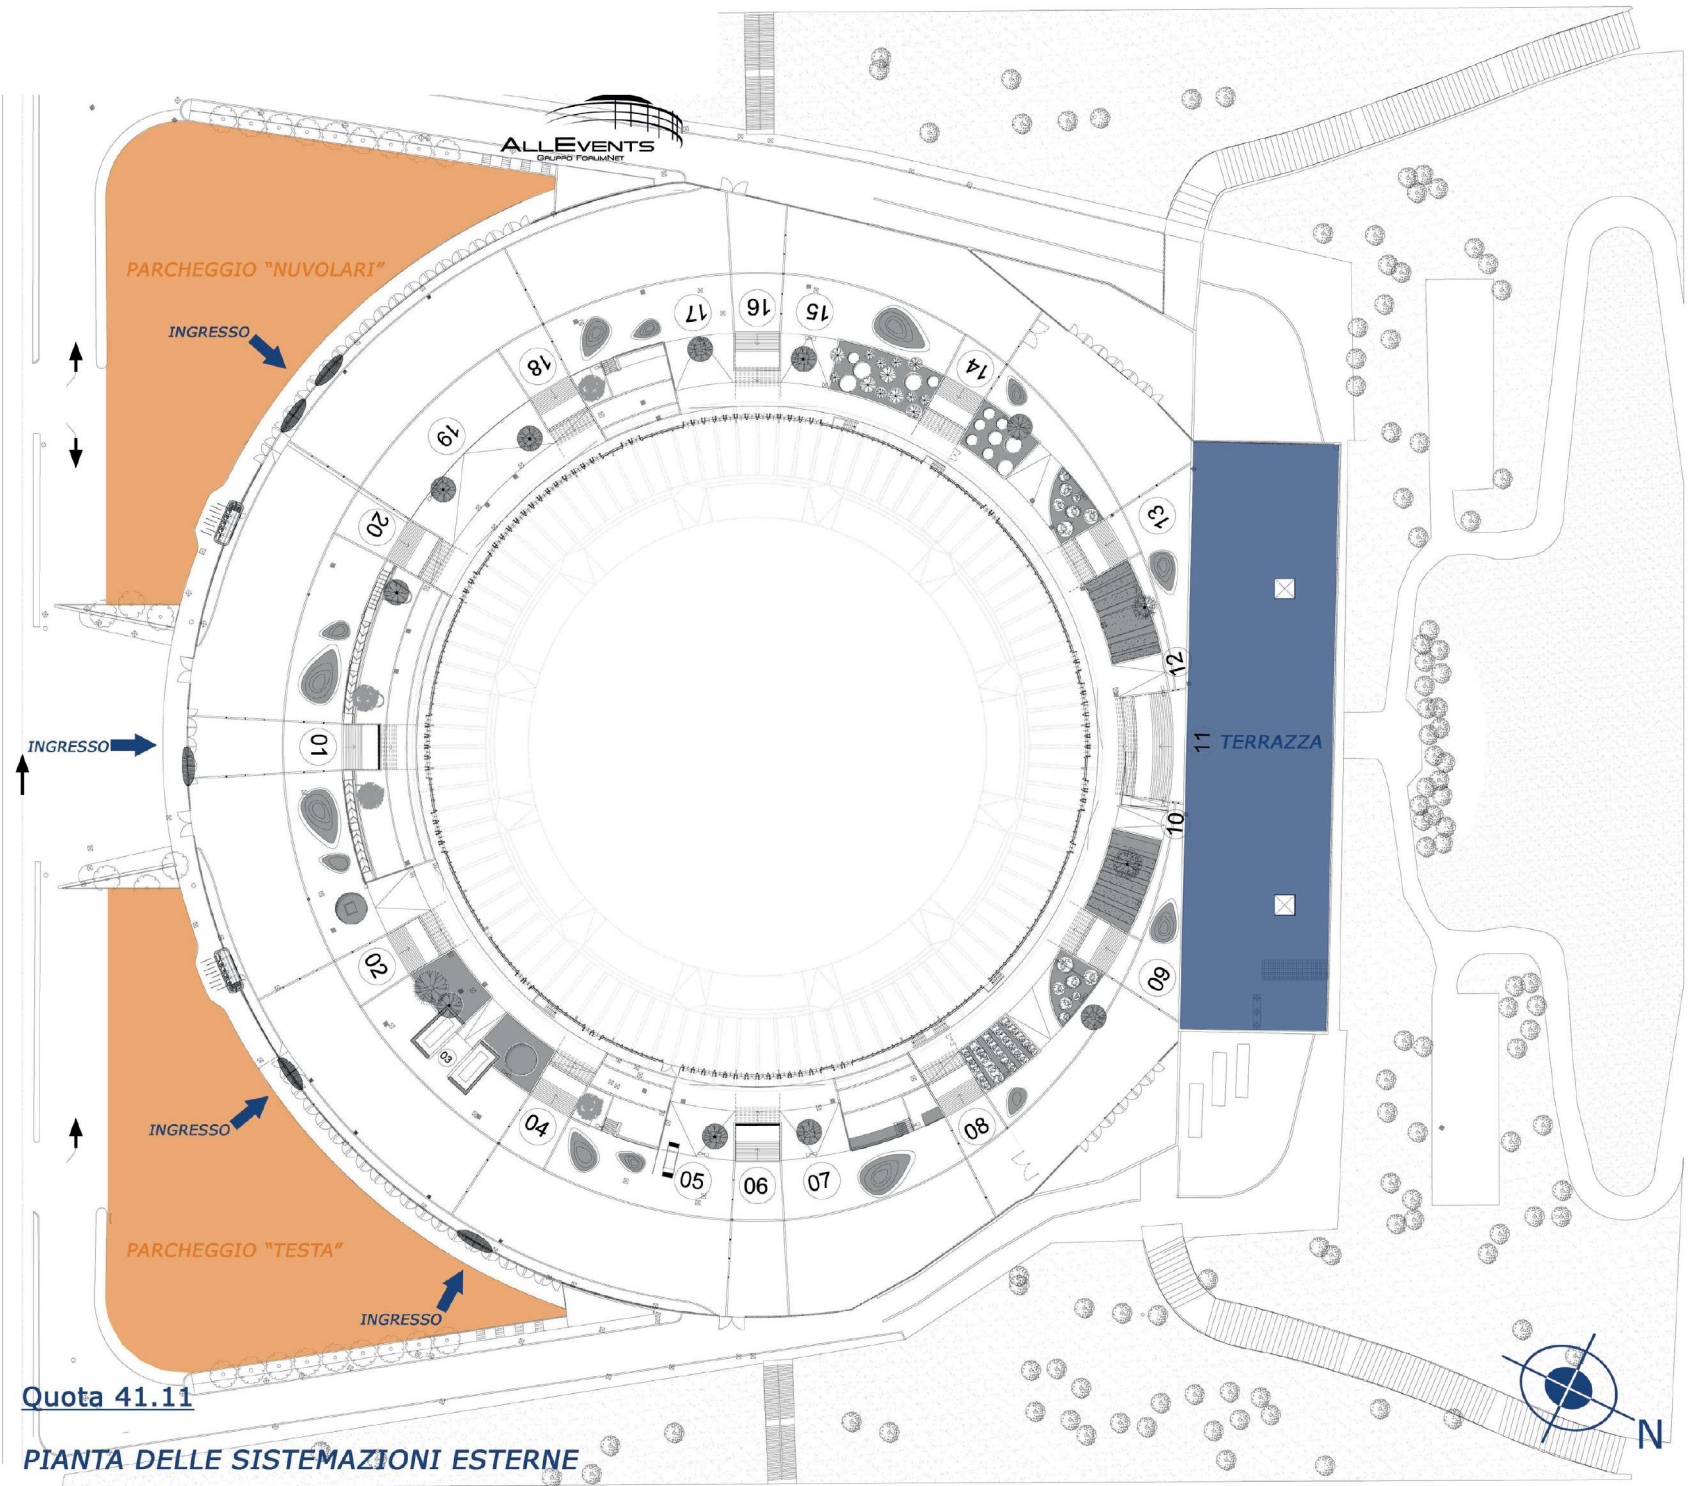 ALLEVENTS
GRUPPO FORUMNET
PARCHEGGIO "NUVOLARI"
INGRESSO
17
16
15
18
14
19
20
13
12
INGRESSO
01
11
TERRAZZA
10
02
09
03
04
08
05
06
07
INGRESSO
PARCHEGGIO "TESTA"
INGRESSO
Quota 41.11
PIANTA DELLE SISTEMAZIONI ESTERNE
N